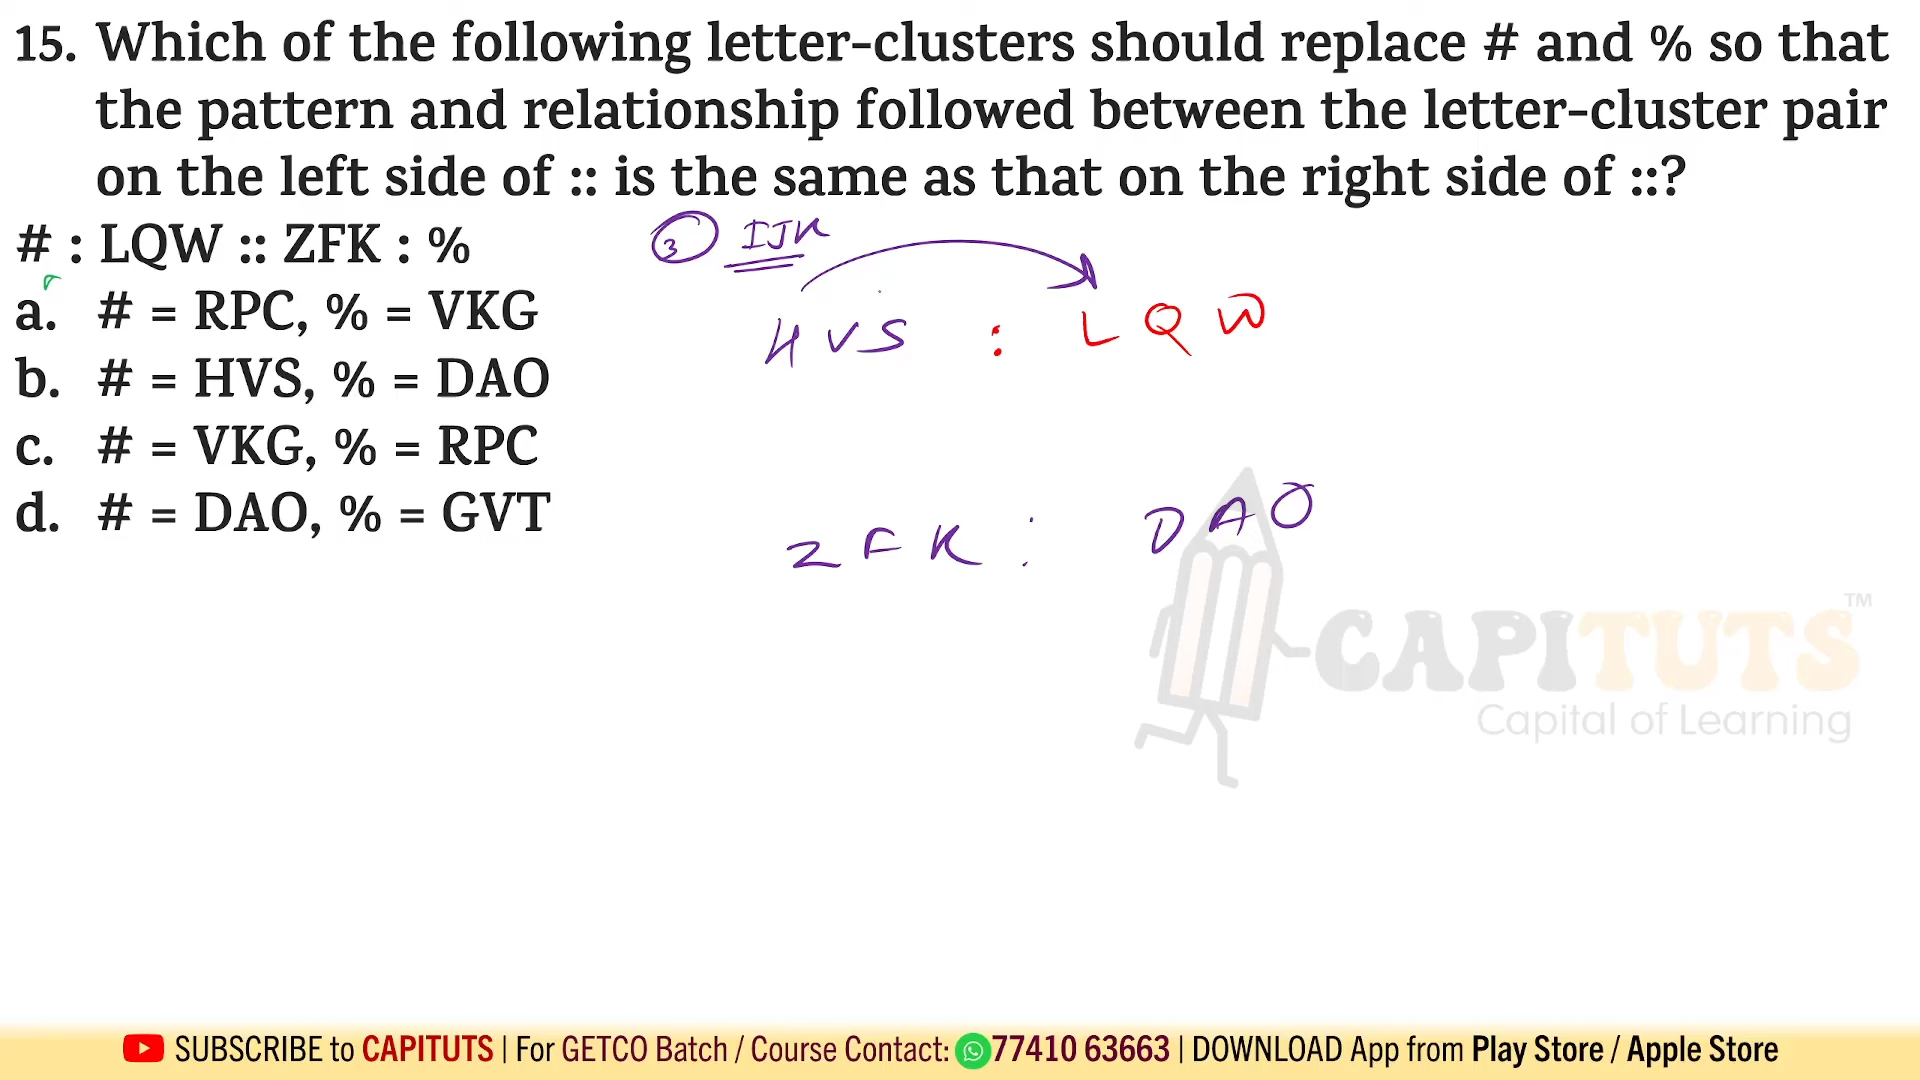 15. Which of the following letter-clusters should replace # and % so that
the pattern and relationship followed between the letter-cluster pair
on the left side of :: is the same as that on the right side of ::?
# : LQW :: ZFK : %
3 IJK
a. # = RPC, % = VKG
HVS : LQW
b. # = HVS, % = DAO
c. # = VKG, % = RPC
d. # = DAO, % = GVT
ZFK : DAO
CAPITUTS™
Capital of Learning
SUBSCRIBE to CAPITUTS | For GETCO Batch / Course Contact: 77410 63663 | DOWNLOAD App from Play Store / Apple Store